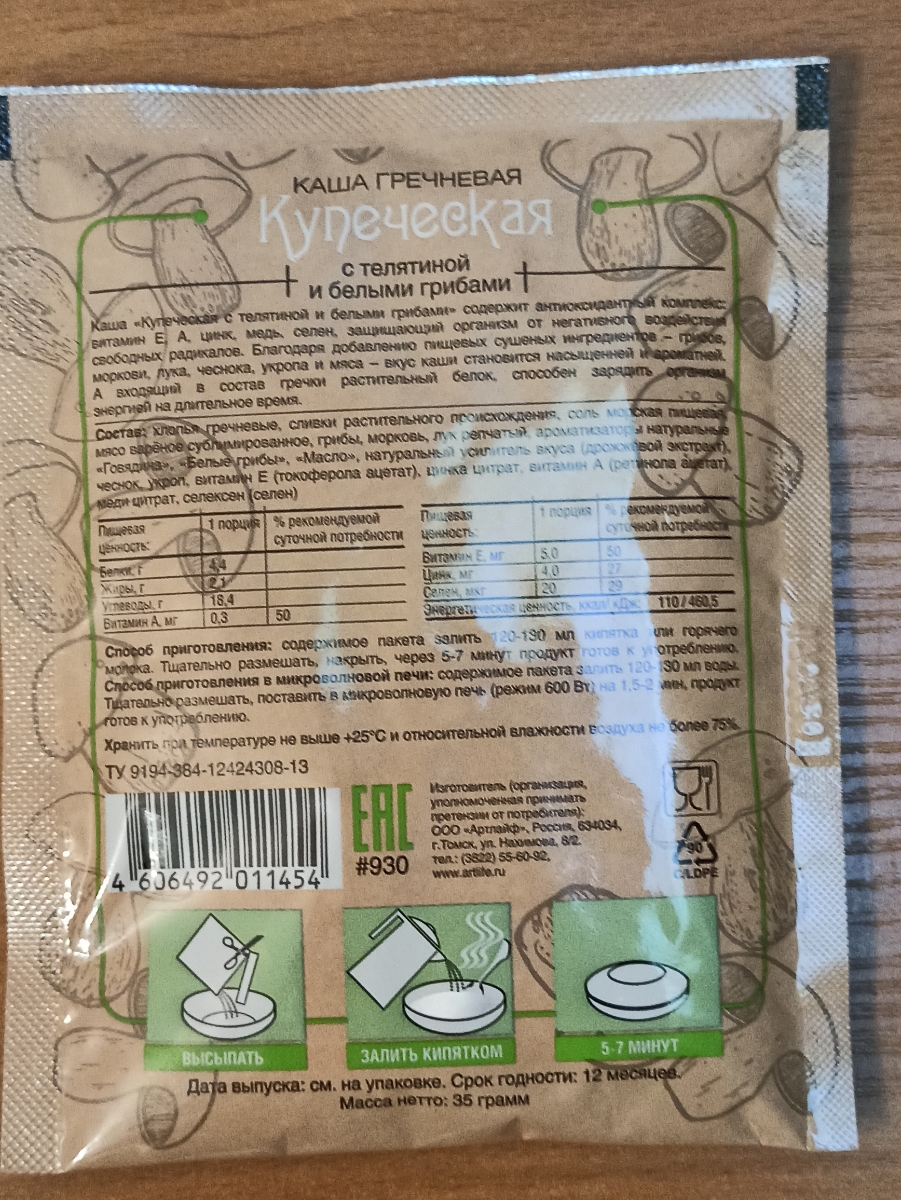 КАША ГРЕЧНЕВАЯ
Купеческая
С ТЕЛЯТИНОЙ
И БЕЛЫМИ ГРИБАМИ
Каша «Купеческая с телятиной и белыми грибами» содержит антиоксидантный комплекс:
витамин Е, А, цинк, медь, селен, защищающий организм от негативного воздействия
свободных радикалов. Благодаря добавлению пищевых сушеных ингредиентов – грибов,
моркови, лука, чеснока, укропа и мяса – вкус каши становится насыщенней и ароматней.
А входящий в состав гречки растительный белок, способен зарядить организм
энергией на длительное время.
Состав: хлопья гречневые, сливки растительного происхождения, соль морская пищевая,
мясо варёное сублимированное, грибы, морковь, лук репчатый, ароматизаторы натуральные
«Говядина», «Белые грибы», «Масло», натуральный усилитель вкуса (дрожжевой экстракт),
чеснок, укроп, витамин Е (токоферола ацетат), цинка цитрат, витамин А (ретинола ацетат),
меди цитрат, селексен (селен)
Пищевая ценность: 1 порция % рекомендуемой суточной потребности
Белки, г 4,4
Жиры, г 2,1
Углеводы, г 18,4
Витамин А, мг 0,3 50
Пищевая ценность: 1 порция % рекомендуемой суточной потребности
Витамин Е, мг 5,0 50
Цинк, мг 4,0 27
Селен, мкг 20 29
Энергетическая ценность, ккал/кДж 110/460,5
Способ приготовления: содержимое пакета залить 120-130 мл кипятка или горячего
молока. Тщательно размешать, накрыть, через 5-7 минут продукт готов к употреблению.
Способ приготовления в микроволновой печи: содержимое пакета залить 120-130 мл воды.
Тщательно размешать, поставить в микроволновую печь (режим 600 Вт) на 1,5-2 мин, продукт
готов к употреблению.
Хранить при температуре не выше +25°С и относительной влажности воздуха не более 75%.
ТУ 9194-384-12424308-13
4 606492 011454
EAC
#930
Изготовитель (организация,
уполномоченная принимать
претензии от потребителя):
ООО «Артлайф», Россия, 634034,
г.Томск, ул. Нахимова, 8/2.
тел.: (3822) 55-60-92,
www.artlife.ru
90
C/LDPE
ВЫСЫПАТЬ
ЗАЛИТЬ КИПЯТКОМ
5-7 МИНУТ
Дата выпуска: см. на упаковке. Срок годности: 12 месяцев.
Масса нетто: 35 грамм